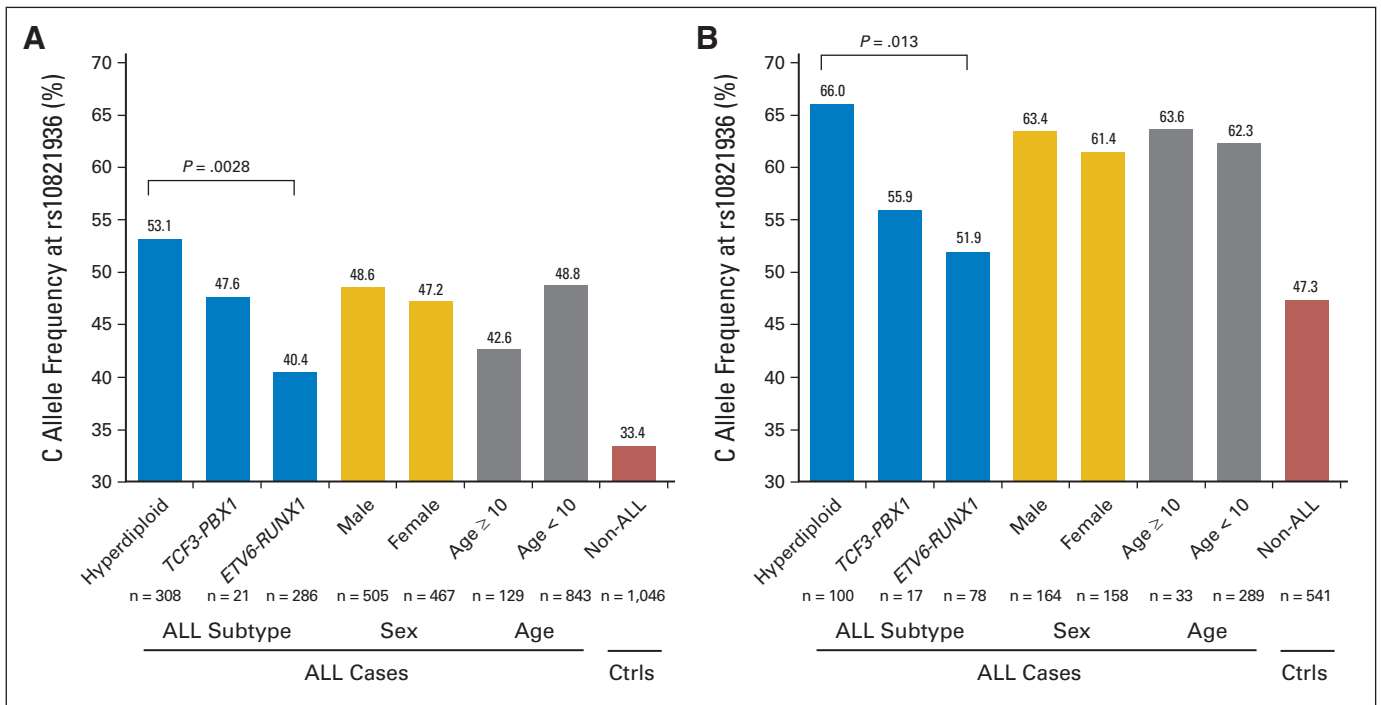 A
C Allele Frequency at rs10821936 (%)
70
65
60
55
50
45
40
35
30
P = .0028
53.1
47.6
40.4
48.6
47.2
42.6
48.8
33.4
Hyperdiploid
TCF3-PBX1
ETV6-RUNX1
Male
Female
Age ≥ 10
Age < 10
Non-ALL
n = 308 n = 21 n = 286 n = 505 n = 467 n = 129 n = 843 n = 1,046
ALL Subtype Sex Age
ALL Cases Ctrls
B
C Allele Frequency at rs10821936 (%)
70
65
60
55
50
45
40
35
30
P = .013
66.0
55.9
51.9
63.4
61.4
63.6
62.3
47.3
Hyperdiploid
TCF3-PBX1
ETV6-RUNX1
Male
Female
Age ≥ 10
Age < 10
Non-ALL
n = 100 n = 17 n = 78 n = 164 n = 158 n = 33 n = 289 n = 541
ALL Subtype Sex Age
ALL Cases Ctrls